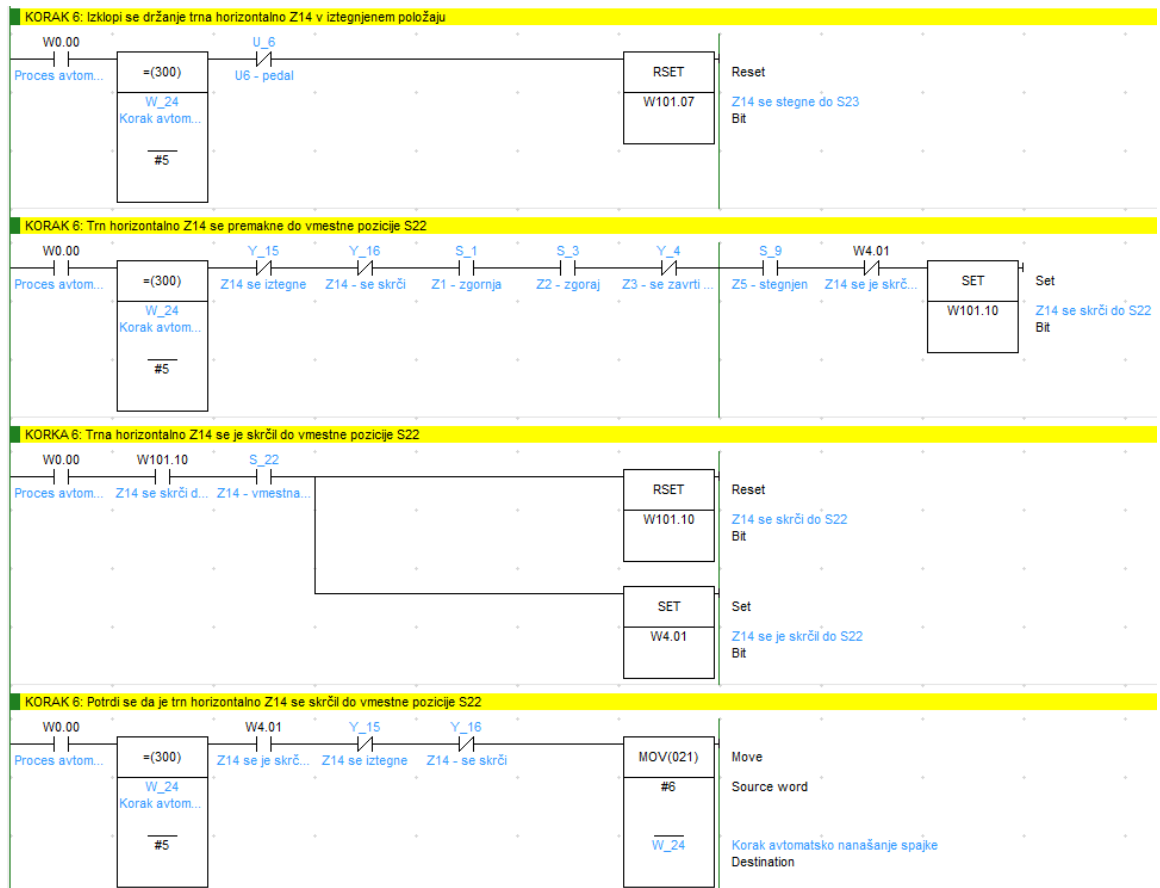 KORAK 6: Izklopi se držanje trna horizontalno Z14 v iztegnjenem položaju
W0.00
U_6
Proces avtom...
=(300)
U6 - pedal
RSET
Reset
W_24
Korak avtom...
W101.07
Z14 se stegne do S23
Bit
#5
KORAK 6: Trn horizontalno Z14 se premakne do vmestne pozicije S22
W0.00
Y_15
Y_16
S_1
S_3
Y_4
S_9
W4.01
Proces avtom...
=(300)
Z14 se iztegne
Z14 - se skrči
Z1 - zgornja
Z2 - zgoraj
Z3 - se zavrti ...
Z5 - stegnjen
Z14 se je skrč...
SET
Set
W_24
Korak avtom...
W101.10
Z14 se skrči do S22
Bit
#5
KORKA 6: Trna horizontalno Z14 se je skrčil do vmestne pozicije S22
W0.00
W101.10
S_22
Proces avtom...
Z14 se skrči d...
Z14 - vmestna...
RSET
Reset
W101.10
Z14 se skrči do S22
Bit
SET
Set
W4.01
Z14 se je skrčil do S22
Bit
KORAK 6: Potrdi se da je trn horizontalno Z14 se skrčil do vmestne pozicije S22
W0.00
W4.01
Y_15
Y_16
Proces avtom...
=(300)
Z14 se je skrč...
Z14 se iztegne
Z14 - se skrči
MOV(021)
Move
W_24
Korak avtom...
#6
Source word
#5
W_24
Korak avtomatsko nanašanje spajke
Destination